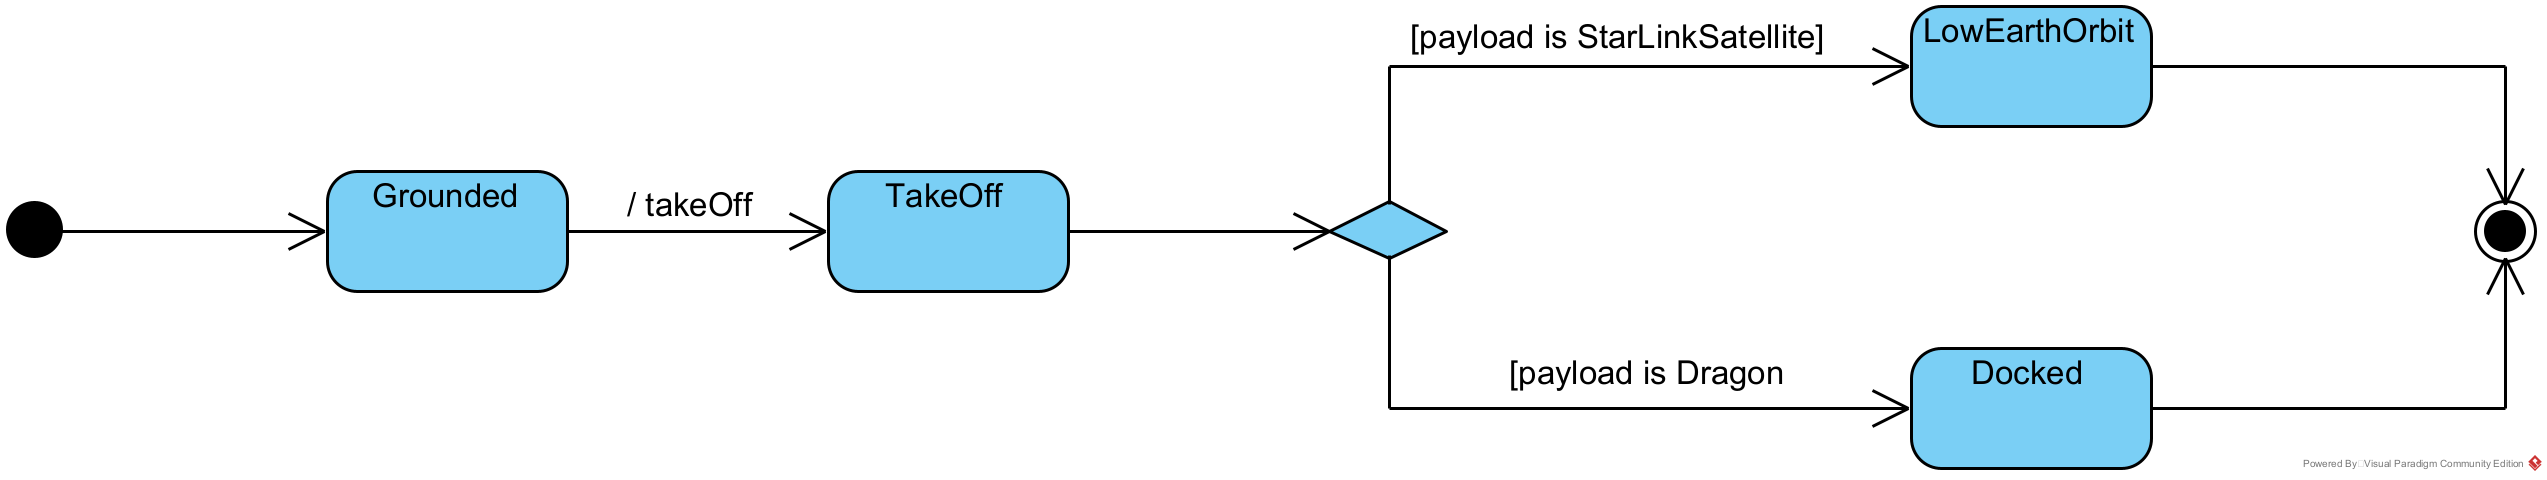 [payload is StarLinkSatellite]
LowEarthOrbit
Grounded
/ takeOff
TakeOff
[payload is Dragon
Docked
Powered By Visual Paradigm Community Edition